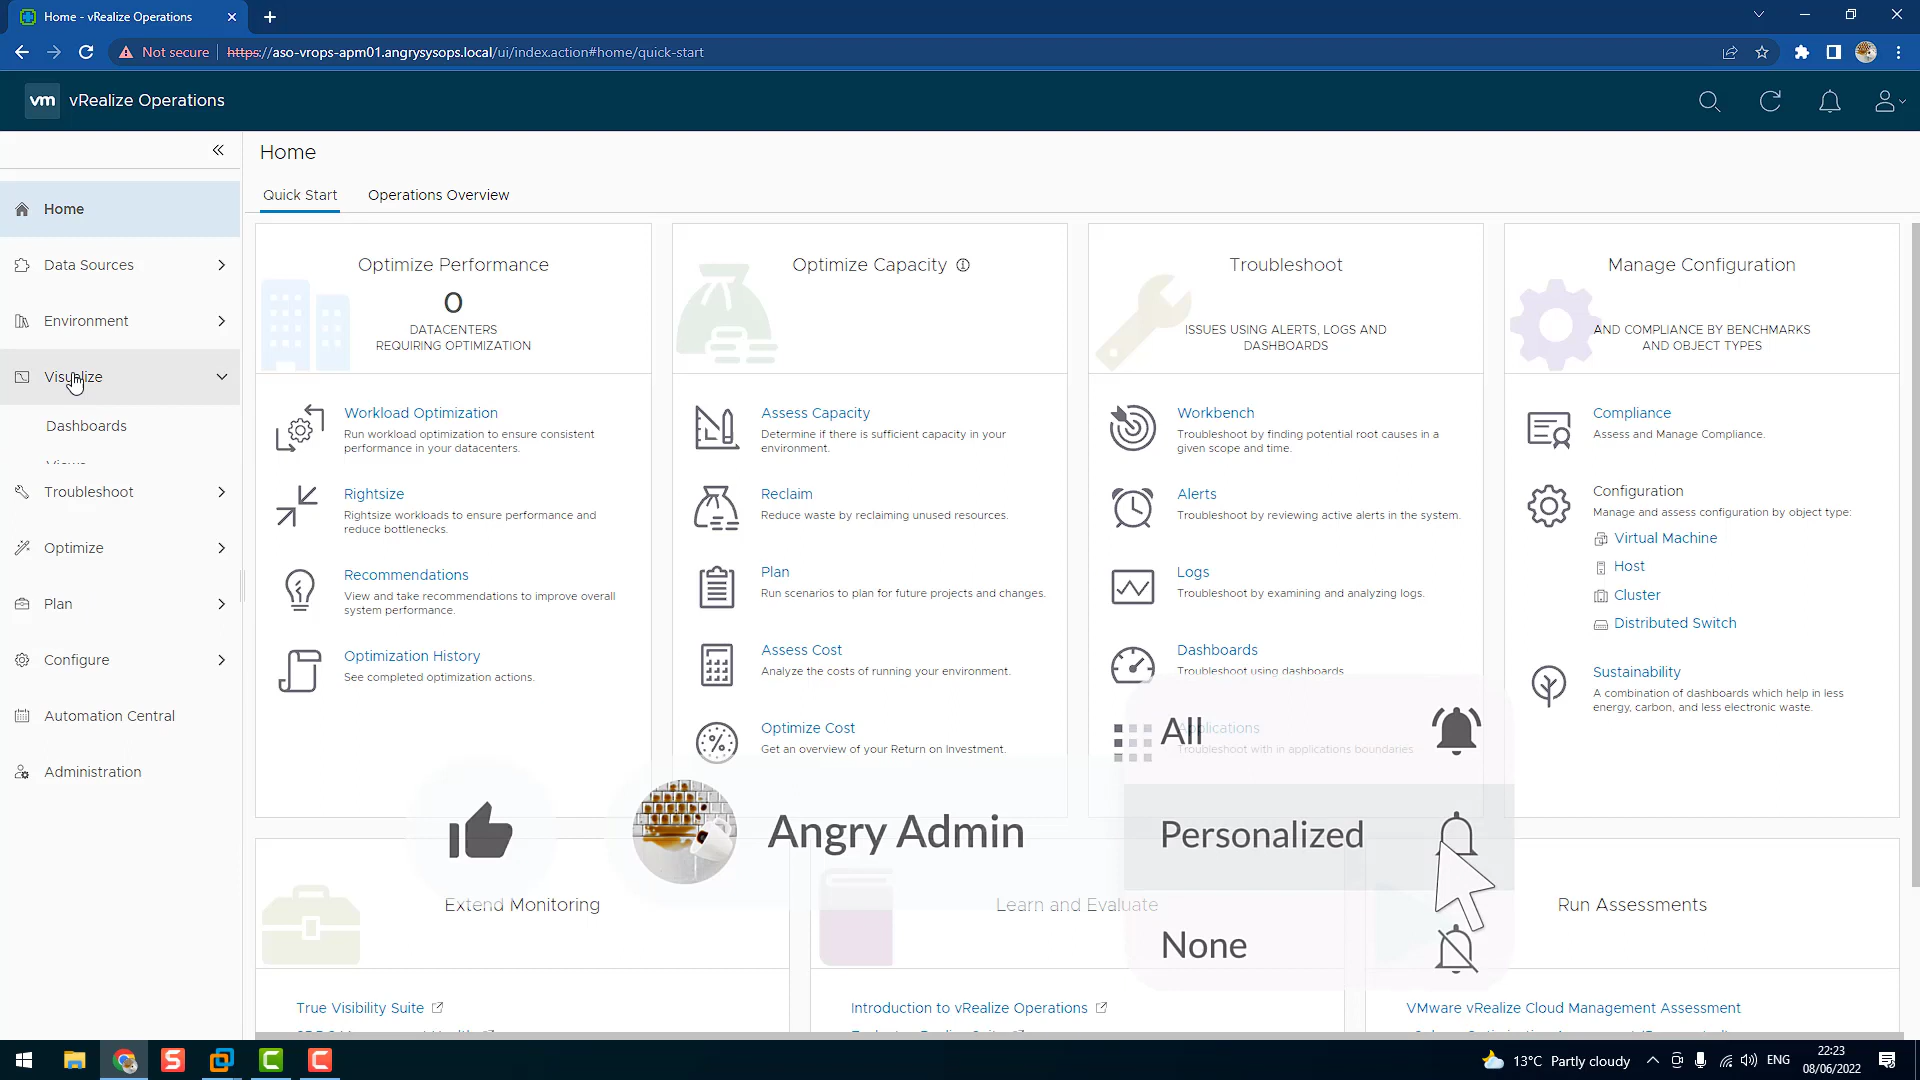 Home - vRealize Operations
Not secure
https://aso-vrops-apm01.angrysysops.local/ui/index.action#home/quick-start
vm vRealize Operations
Home
Data Sources
Environment
Visualize
Dashboards
Views
Troubleshoot
Optimize
Plan
Configure
Automation Central
Administration
Home
Quick Start
Operations Overview
Optimize Performance
0
DATACENTERS
REQUIRING OPTIMIZATION
Workload Optimization
Run workload optimization to ensure consistent
performance in your datacenters.
Rightsize
Rightsize workloads to ensure performance and
reduce bottlenecks.
Recommendations
View and take recommendations to improve overall
system performance.
Optimization History
See completed optimization actions.
Optimize Capacity
Assess Capacity
Determine if there is sufficient capacity in your
environment.
Reclaim
Reduce waste by reclaiming unused resources.
Plan
Run scenarios to plan for future projects and changes.
Assess Cost
Analyze the costs of running your environment.
Optimize Cost
Get an overview of your Return on Investment.
Troubleshoot
ISSUES USING ALERTS, LOGS AND
DASHBOARDS
Workbench
Troubleshoot by finding potential root causes in a
given scope and time.
Alerts
Troubleshoot by reviewing active alerts in the system.
Logs
Troubleshoot by examining and analyzing logs.
Dashboards
Troubleshoot using dashboards
Applications
Troubleshoot with in applications boundaries
Manage Configuration
AND COMPLIANCE BY BENCHMARKS
AND OBJECT TYPES
Compliance
Assess and Manage Compliance.
Configuration
Manage and assess configuration by object type:
Virtual Machine
Host
Cluster
Distributed Switch
Sustainability
A combination of dashboards which help in less
energy, carbon, and less electronic waste.
All
Angry Admin
Personalized
None
Extend Monitoring
True Visibility Suite
Learn and Evaluate
Introduction to vRealize Operations
Run Assessments
VMware vRealize Cloud Management Assessment
13°C Partly cloudy
ENG
22:23
08/06/2022